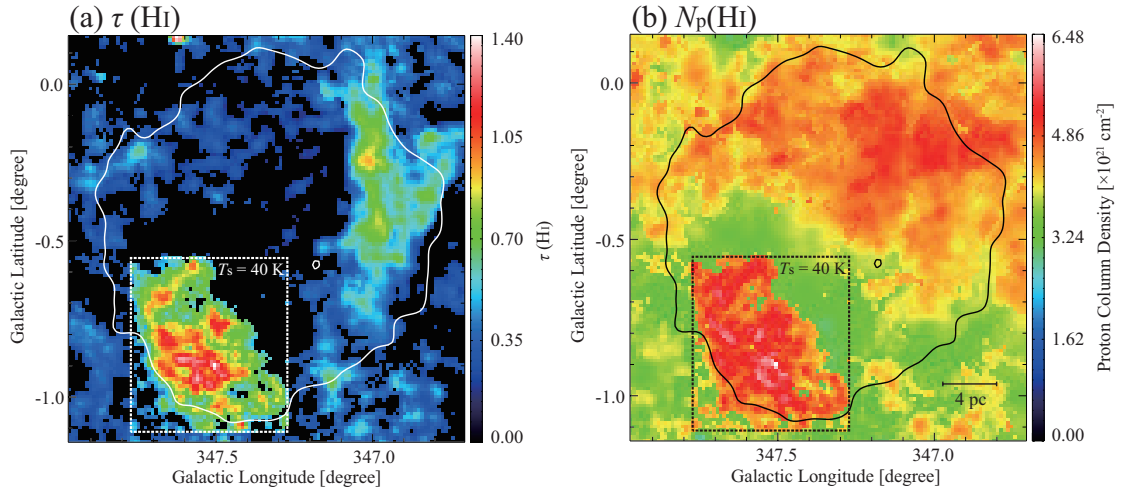 (a) τ (HI)
(b) Np(HI)
1.40
1.05
0.70
0.35
0.00
τ (HI)
6.48
4.86
3.24
1.62
0.00
Proton Column Density [×10²¹ cm⁻²]
0.0
-0.5
-1.0
Galactic Latitude [degree]
Ts = 40 K
347.5
347.0
Galactic Longitude [degree]
0.0
-0.5
-1.0
Galactic Latitude [degree]
Ts = 40 K
4 pc
347.5
347.0
Galactic Longitude [degree]